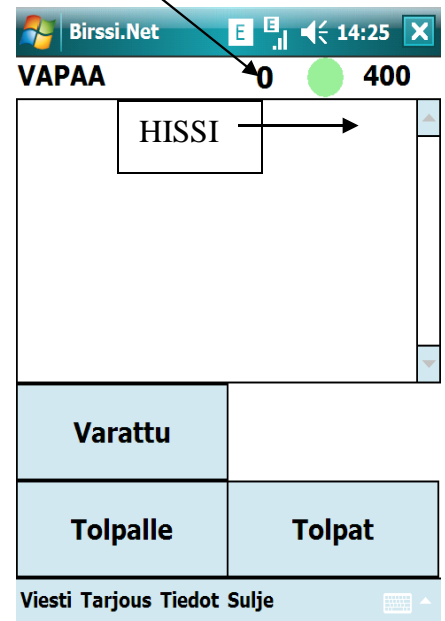 Birssi.Net E E 14:25
VAPAA 0 400
HISSI
Varattu
Tolpalle Tolpat
Viesti Tarjous Tiedot Sulje